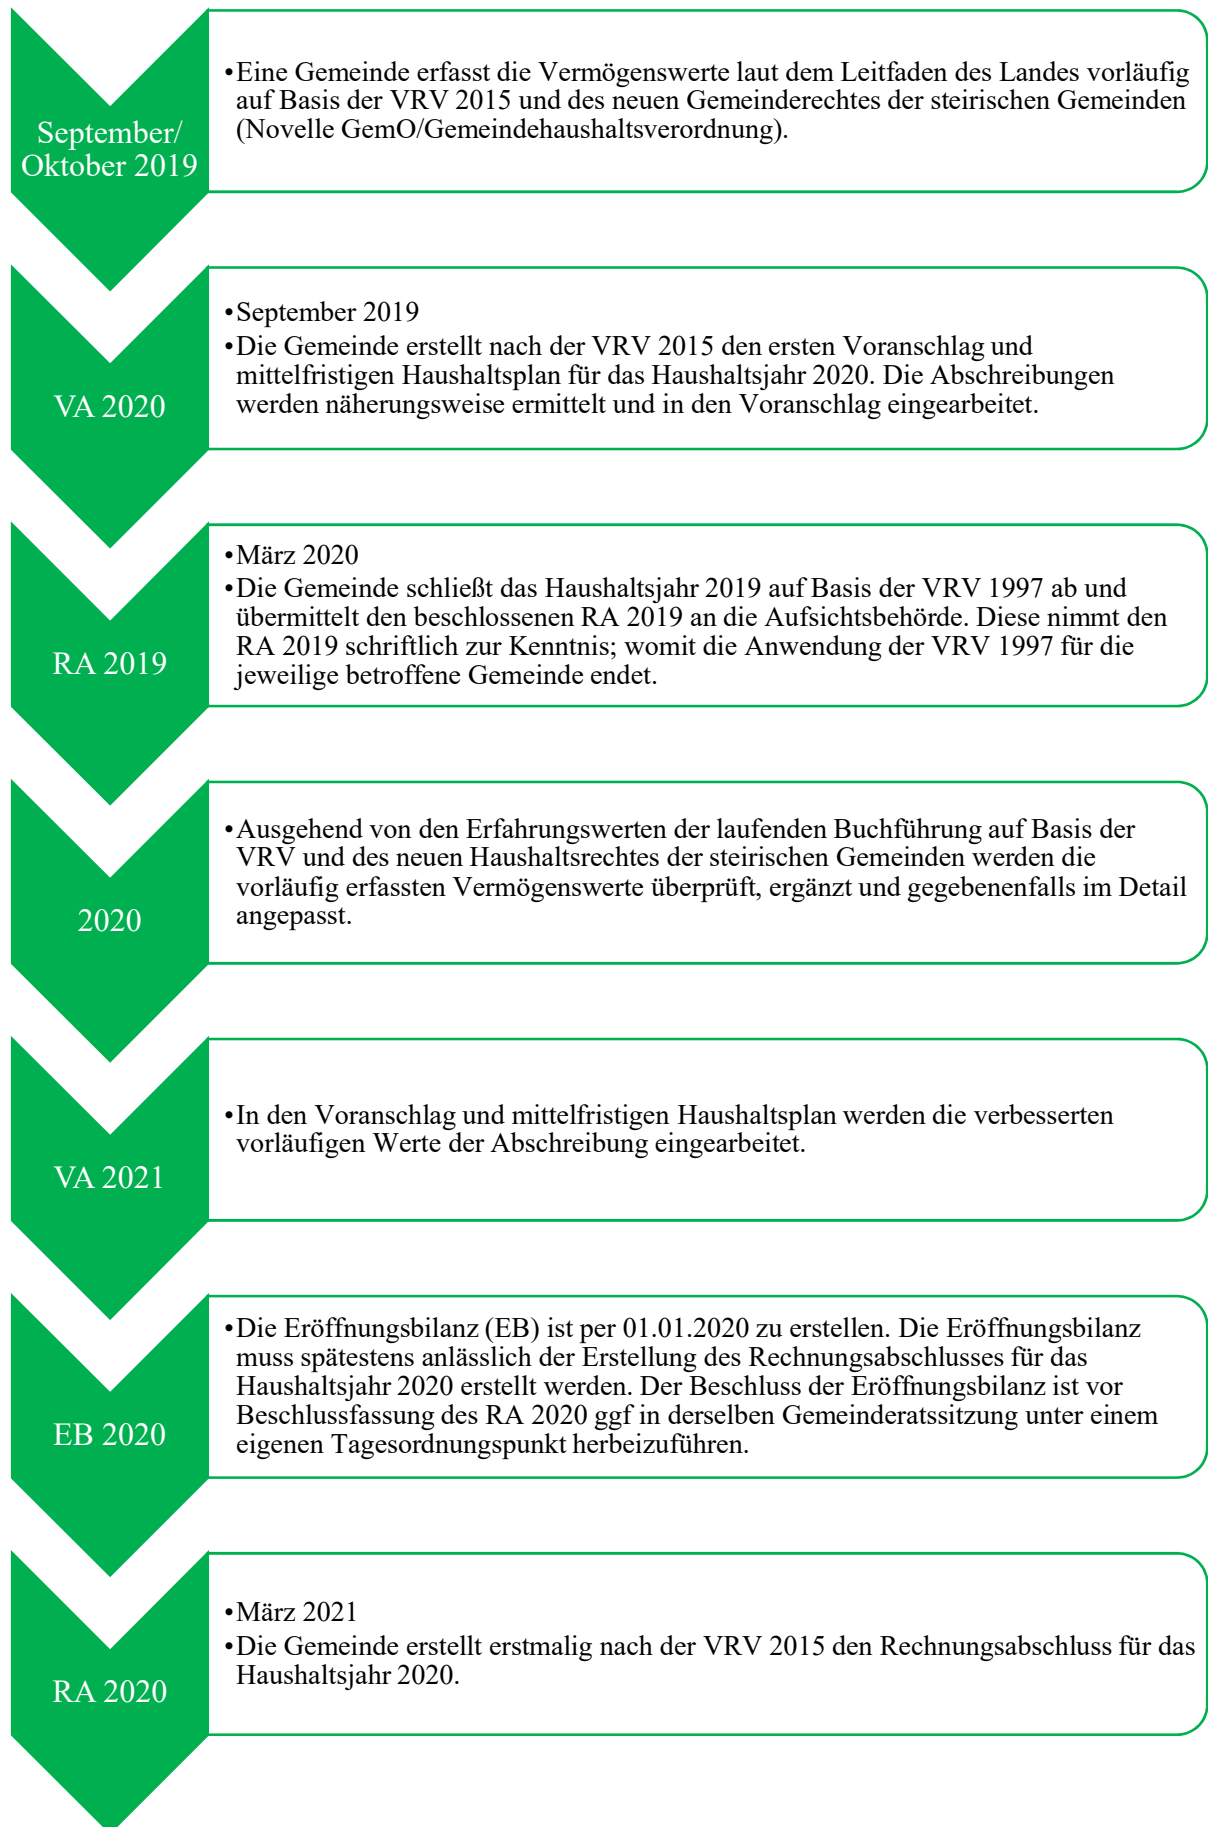 September/
Oktober 2019
•Eine Gemeinde erfasst die Vermögenswerte laut dem Leitfaden des Landes vorläufig
auf Basis der VRV 2015 und des neuen Gemeinderechtes der steirischen Gemeinden
(Novelle GemO/Gemeindehaushaltsverordnung).
VA 2020
•September 2019
•Die Gemeinde erstellt nach der VRV 2015 den ersten Voranschlag und
mittelfristigen Haushaltsplan für das Haushaltsjahr 2020. Die Abschreibungen
werden näherungsweise ermittelt und in den Voranschlag eingearbeitet.
RA 2019
•März 2020
•Die Gemeinde schließt das Haushaltsjahr 2019 auf Basis der VRV 1997 ab und
übermittelt den beschlossenen RA 2019 an die Aufsichtsbehörde. Diese nimmt den
RA 2019 schriftlich zur Kenntnis; womit die Anwendung der VRV 1997 für die
jeweilige betroffene Gemeinde endet.
2020
•Ausgehend von den Erfahrungswerten der laufenden Buchführung auf Basis der
VRV und des neuen Haushaltsrechtes der steirischen Gemeinden werden die
vorläufig erfassten Vermögenswerte überprüft, ergänzt und gegebenenfalls im Detail
angepasst.
VA 2021
•In den Voranschlag und mittelfristigen Haushaltsplan werden die verbesserten
vorläufigen Werte der Abschreibung eingearbeitet.
EB 2020
•Die Eröffnungsbilanz (EB) ist per 01.01.2020 zu erstellen. Die Eröffnungsbilanz
muss spätestens anlässlich der Erstellung des Rechnungsabschlusses für das
Haushaltsjahr 2020 erstellt werden. Der Beschluss der Eröffnungsbilanz ist vor
Beschlussfassung des RA 2020 ggf in derselben Gemeinderatssitzung unter einem
eigenen Tagesordnungspunkt herbeizuführen.
RA 2020
•März 2021
•Die Gemeinde erstellt erstmalig nach der VRV 2015 den Rechnungsabschluss für das
Haushaltsjahr 2020.